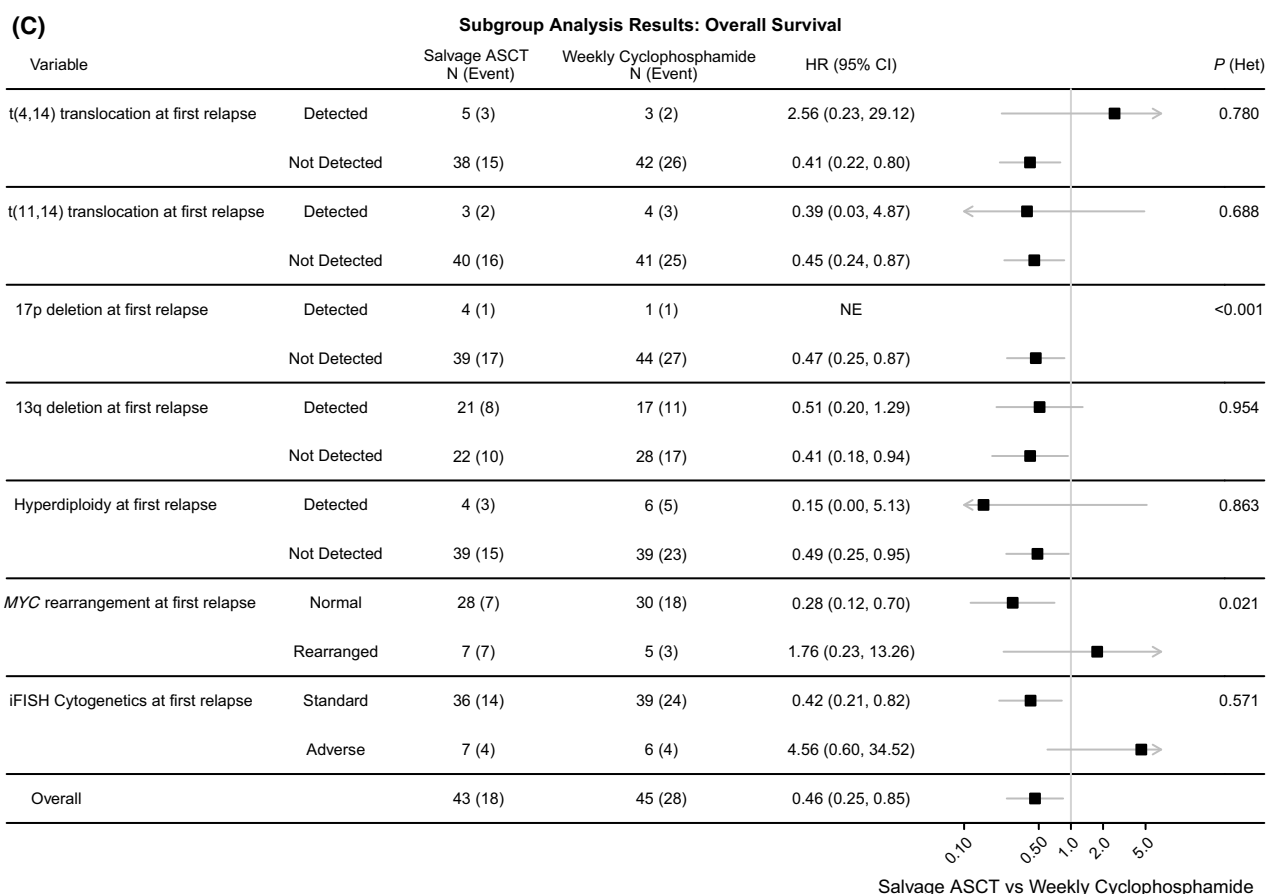 (C)
Subgroup Analysis Results: Overall Survival
Variable Salvage ASCT N (Event) Weekly Cyclophosphamide N (Event) HR (95% CI) P (Het)
t(4,14) translocation at first relapse Detected 5 (3) 3 (2) 2.56 (0.23, 29.12) 0.780
Not Detected 38 (15) 42 (26) 0.41 (0.22, 0.80)
t(11,14) translocation at first relapse Detected 3 (2) 4 (3) 0.39 (0.03, 4.87) 0.688
Not Detected 40 (16) 41 (25) 0.45 (0.24, 0.87)
17p deletion at first relapse Detected 4 (1) 1 (1) NE <0.001
Not Detected 39 (17) 44 (27) 0.47 (0.25, 0.87)
13q deletion at first relapse Detected 21 (8) 17 (11) 0.51 (0.20, 1.29) 0.954
Not Detected 22 (10) 28 (17) 0.41 (0.18, 0.94)
Hyperdiploidy at first relapse Detected 4 (3) 6 (5) 0.15 (0.00, 5.13) 0.863
Not Detected 39 (15) 39 (23) 0.49 (0.25, 0.95)
MYC rearrangement at first relapse Normal 28 (7) 30 (18) 0.28 (0.12, 0.70) 0.021
Rearranged 7 (7) 5 (3) 1.76 (0.23, 13.26)
iFISH Cytogenetics at first relapse Standard 36 (14) 39 (24) 0.42 (0.21, 0.82) 0.571
Adverse 7 (4) 6 (4) 4.56 (0.60, 34.52)
Overall 43 (18) 45 (28) 0.46 (0.25, 0.85)
0.10 0.50 1.0 2.0 5.0
Salvage ASCT vs Weekly Cyclophosphamide